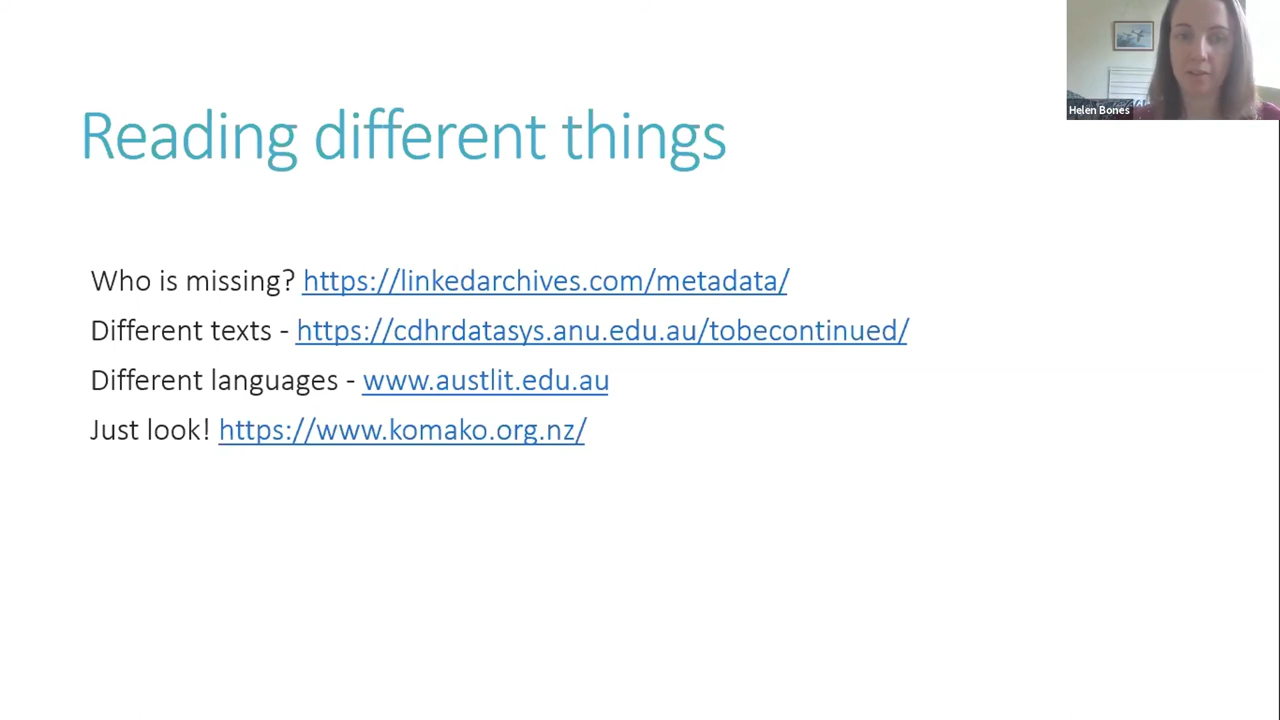 Helen Bones
Reading different things
Who is missing? https://linkedarchives.com/metadata/
Different texts - https://cdhrdatasys.anu.edu.au/tobecontinued/
Different languages - www.austlit.edu.au
Just look! https://www.komako.org.nz/